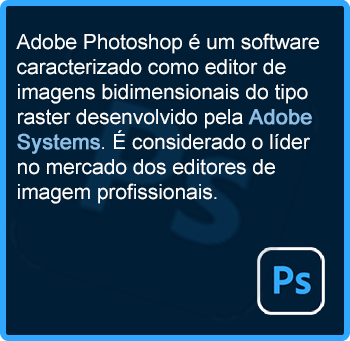 Adobe Photoshop é um software
caracterizado como editor de
imagens bidimensionais do tipo
raster desenvolvido pela Adobe
Systems. É considerado o líder
no mercado dos editores de
imagem profissionais.
Ps
Ps